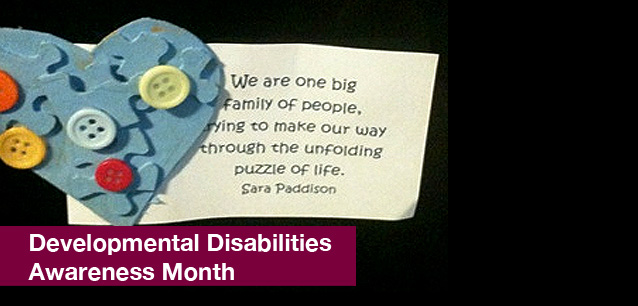 We are one big
family of people,
trying to make our way
through the unfolding
puzzle of life.
Sara Paddison
Developmental Disabilities
Awareness Month